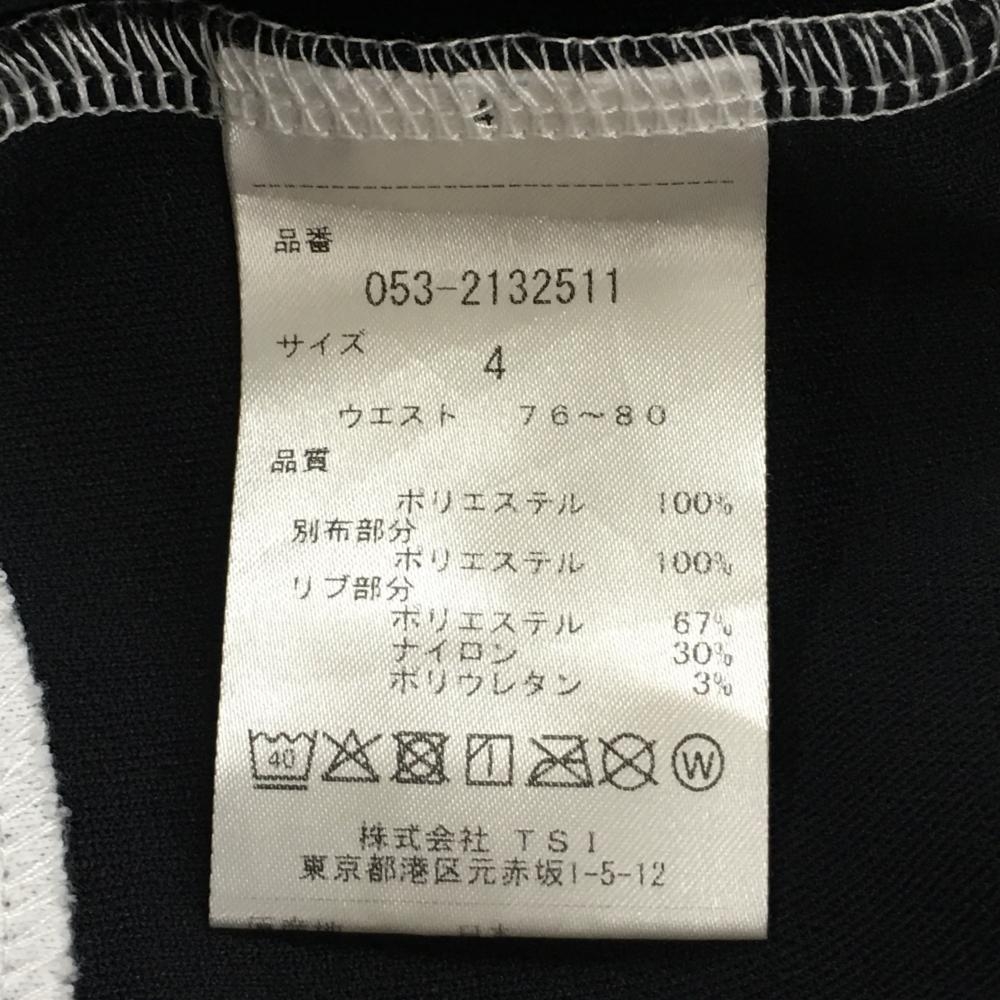 4
品番
053-2132511
サイズ
4
ウエスト 76～80
品質
ポリエステル 100%
別布部分
ポリエステル 100%
リブ部分
ポリエステル 67%
ナイロン 30%
ポリウレタン 3%
40 W
株式会社 TSI
東京都港区元赤坂1-5-12